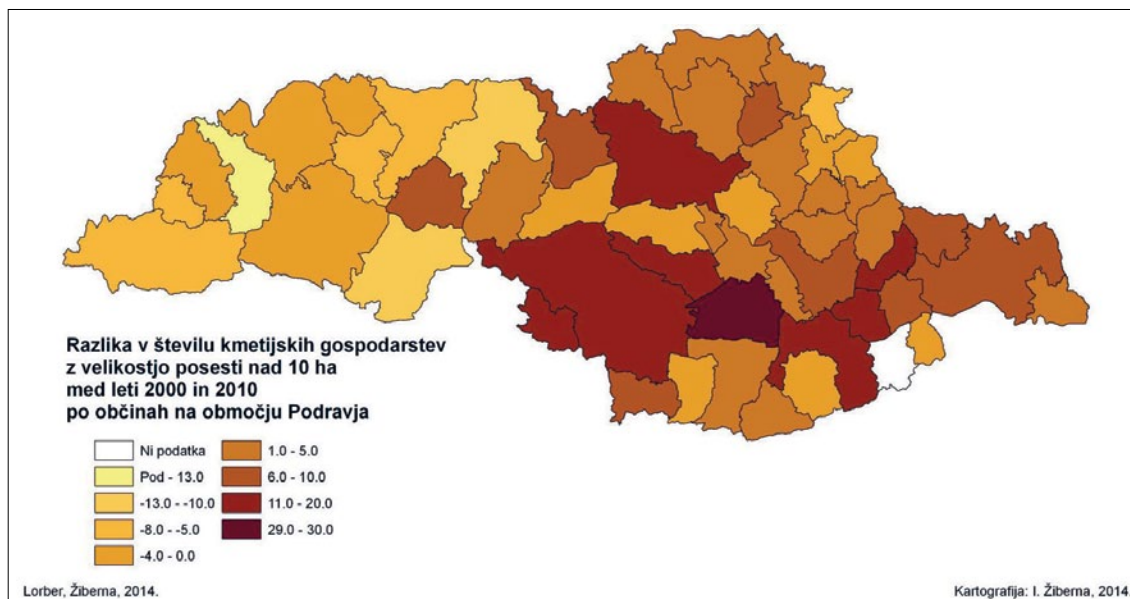 Razlika v številu kmetijskih gospodarstev
z velikostjo posesti nad 10 ha
med leti 2000 in 2010
po občinah na območju Podravja
Ni podatka
Pod - 13.0
-13.0 - -10.0
-8.0 - -5.0
-4.0 - 0.0
1.0 - 5.0
6.0 - 10.0
11.0 - 20.0
29.0 - 30.0
Lorber, Žiberna, 2014.
Kartografija: I. Žiberna, 2014.